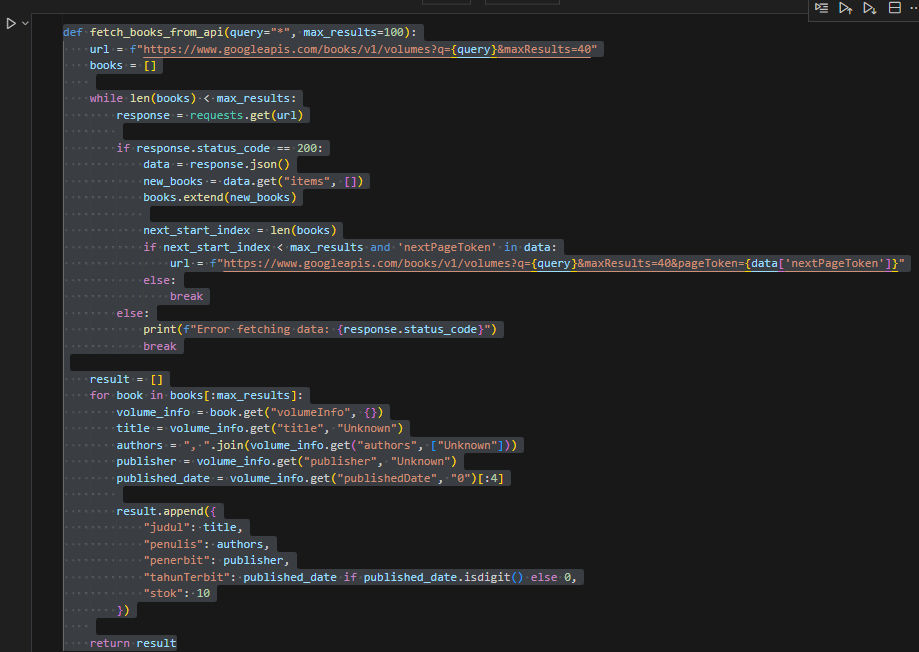 def fetch_books_from_api(query="*", max_results=100):
    url = f"https://www.googleapis.com/books/v1/volumes?q={query}&maxResults=40"
    books = []
    while len(books) < max_results:
        response = requests.get(url)
        if response.status_code == 200:
            data = response.json()
            new_books = data.get("items", [])
            books.extend(new_books)
            next_start_index = len(books)
            if next_start_index < max_results and 'nextPageToken' in data:
                url = f"https://www.googleapis.com/books/v1/volumes?q={query}&maxResults=40&pageToken={data['nextPageToken']}"
            else:
                break
        else:
            print(f"Error fetching data: {response.status_code}")
            break
    result = []
    for book in books[:max_results]:
        volume_info = book.get("volumeInfo", {})
        title = volume_info.get("title", "Unknown")
        authors = ", ".join(volume_info.get("authors", ["Unknown"]))
        publisher = volume_info.get("publisher", "Unknown")
        published_date = volume_info.get("publishedDate", "0")[:4]
        result.append({
            "judul": title,
            "penulis": authors,
            "penerbit": publisher,
            "tahunTerbit": published_date if published_date.isdigit() else 0,
            "stok": 10
        })
    return result